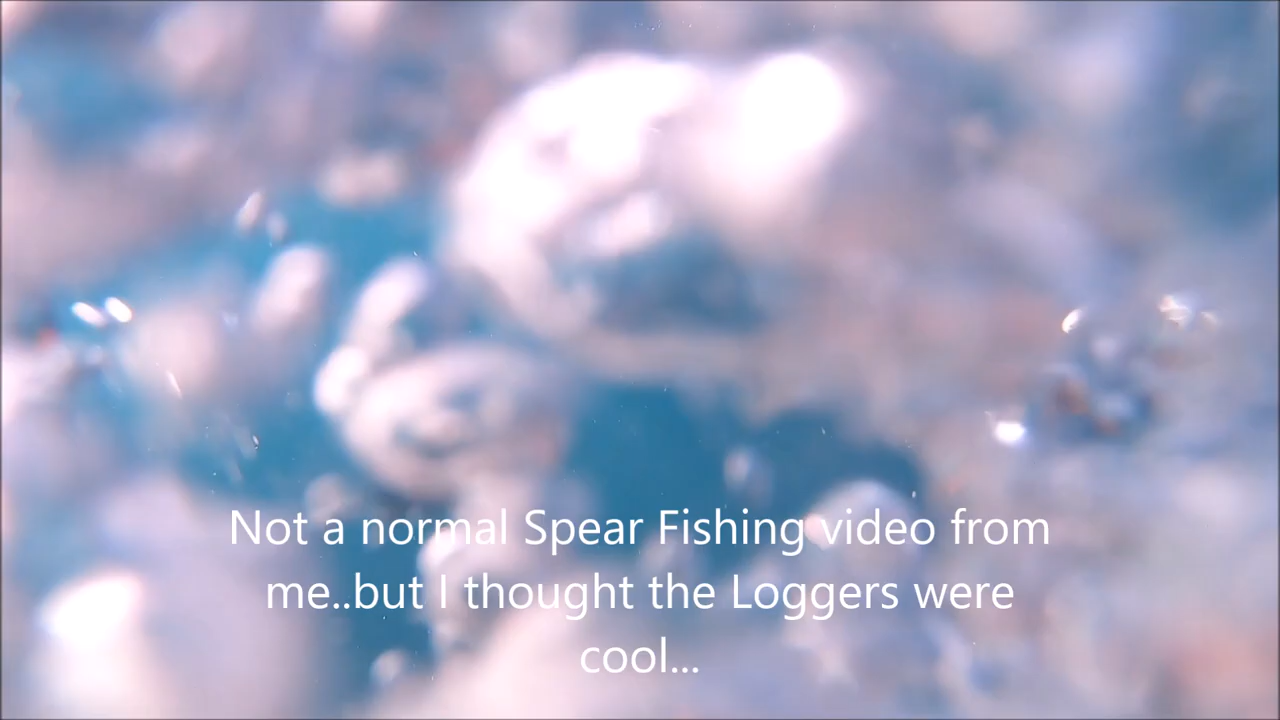 Not a normal Spear Fishing video from
me..but I thought the Loggers were
cool...